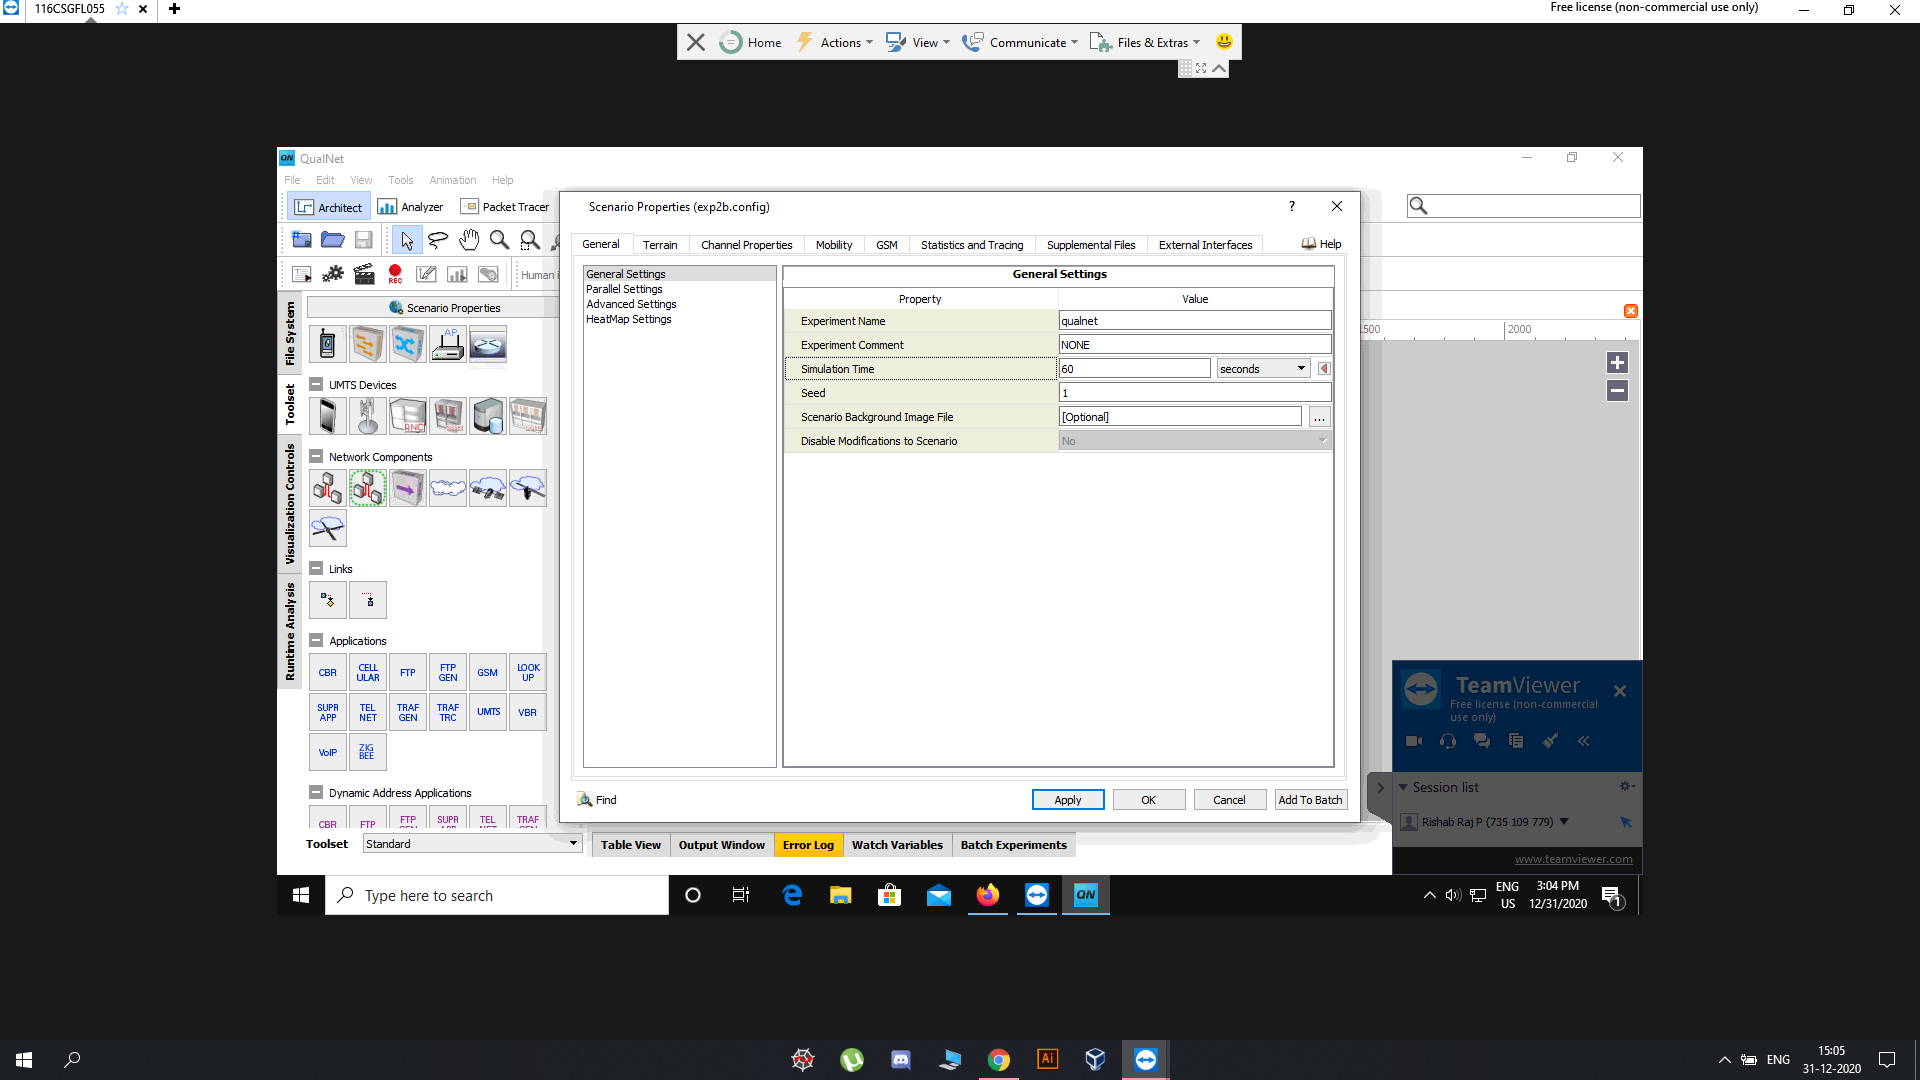 116CSGFL055
Free license (non-commercial use only)
Home
Actions
View
Communicate
Files & Extras
QN
QualNet
File
Edit
View
Tools
Animation
Help
Architect
Analyzer
Packet Tracer
Scenario Properties (exp2b.config)
?
General
Terrain
Channel Properties
Mobility
GSM
Statistics and Tracing
Supplemental Files
External Interfaces
Help
REC
Human i
File System
Toolset
Visualization Controls
Runtime Analysis
Scenario Properties
AP
UMTS Devices
RNC
Network Components
Links
Applications
CBR
CELL
ULAR
FTP
FTP
GEN
GSM
LOOK
UP
SUPR
APP
TEL
NET
TRAF
GEN
TRAF
TRC
UMTS
VBR
VoIP
ZIG
BEE
Dynamic Address Applications
CBR
FTP
FTP
SUPR
TEL
TRAF
Toolset
Standard
General Settings
Parallel Settings
Advanced Settings
HeatMap Settings
General Settings
Property
Value
Experiment Name
qualnet
Experiment Comment
NONE
Simulation Time
60
seconds
Seed
1
Scenario Background Image File
[Optional]
...
Disable Modifications to Scenario
No
Find
Apply
OK
Cancel
Add To Batch
1500
2000
Table View
Output Window
Error Log
Watch Variables
Batch Experiments
TeamViewer
Free license (non-commercial
use only)
Session list
Rishab Raj P (735 109 779)
www.teamviewer.com
Type here to search
QN
ENG
US
3:04 PM
12/31/2020
1
Ai
ENG
15:05
31-12-2020